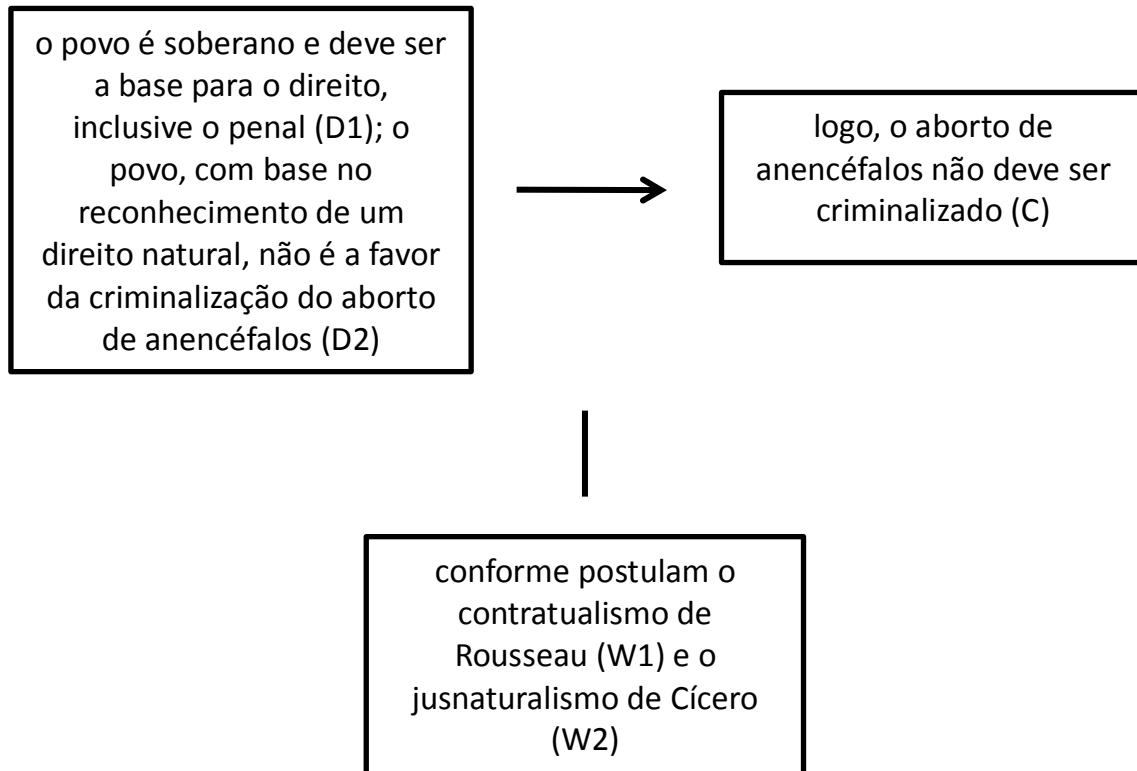 o povo é soberano e deve ser
a base para o direito,
inclusive o penal (D1); o
povo, com base no
reconhecimento de um
direito natural, não é a favor
da criminalização do aborto
de anencéfalos (D2)
logo, o aborto de
anencéfalos não deve ser
criminalizado (C)
conforme postulam o
contratualismo de
Rousseau (W1) e o
jusnaturalismo de Cícero
(W2)